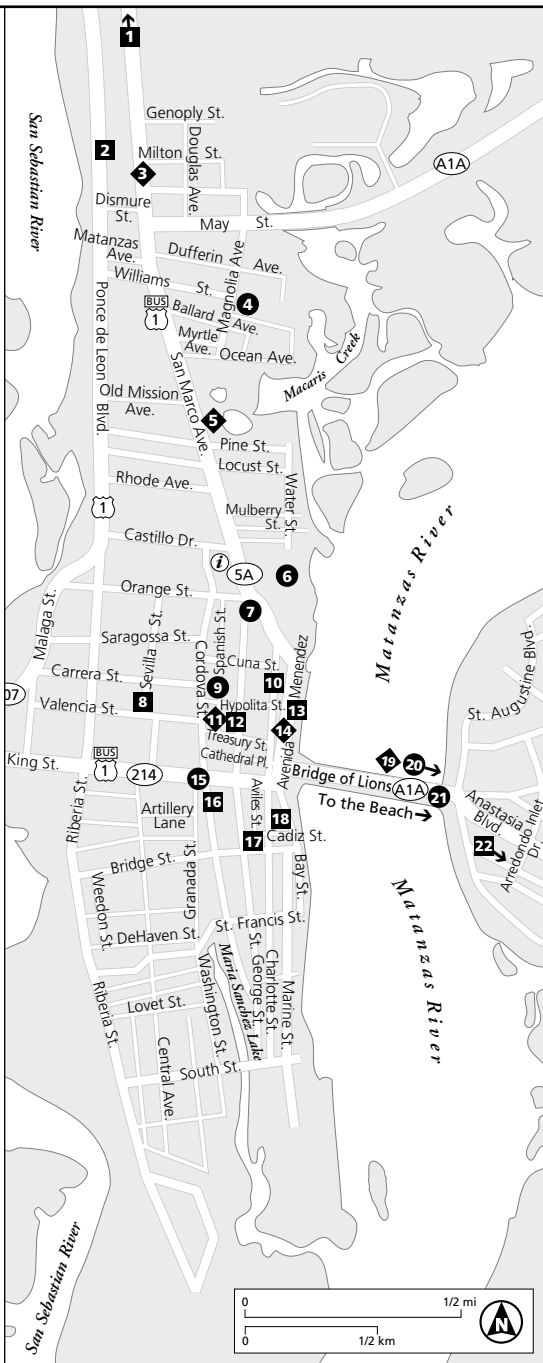 1
San Sebastian River
Genoply St.
2
Milton St.
3
Douglas Ave.
A1A
Dismure
St.
May St.
Matanzas
Ave.
Dufferin Ave.
Williams St.
Magnolia Ave
4
BUS
1
Ballard Ave.
Myrtle
Ave.
Ocean Ave.
Ponce de Leon Blvd.
San Marco Ave.
Macaris Creek
Old Mission
Ave.
5
Pine St.
Locust St.
Rhode Ave.
Water St.
1
Mulberry
St.
Castillo Dr.
i
5A
6
Matanzas River
Orange St.
7
Malaga St.
Saragossa St.
Sevilla St.
Cordova St.
Spanish St.
Cuna St.
Avenida Menendez
St. Augustine Blvd.
Carrera St.
9
10
07
8
Hypolita St.
13
Valencia St.
11
12
14
Treasury St.
Cathedral Pl.
19
20
King St.
BUS
1
214
15
Bridge of Lions
A1A
21
To the Beach
Anastasia
Blvd.
Arredondo Inlet
Dr.
22
Riberia St.
Artillery
Lane
16
Aviles St.
18
17
Cadiz St.
Bridge St.
Granada St.
Bay St.
Weedon St.
St. Francis St.
DeHaven St.
Maria Sanchez Lake
St. George St.
Charlotte St.
Marine St.
Matanzas River
Riberia St.
Lovet St.
Washington St.
Central Ave.
South St.
San Sebastian River
0 1/2 mi
0 1/2 km
N